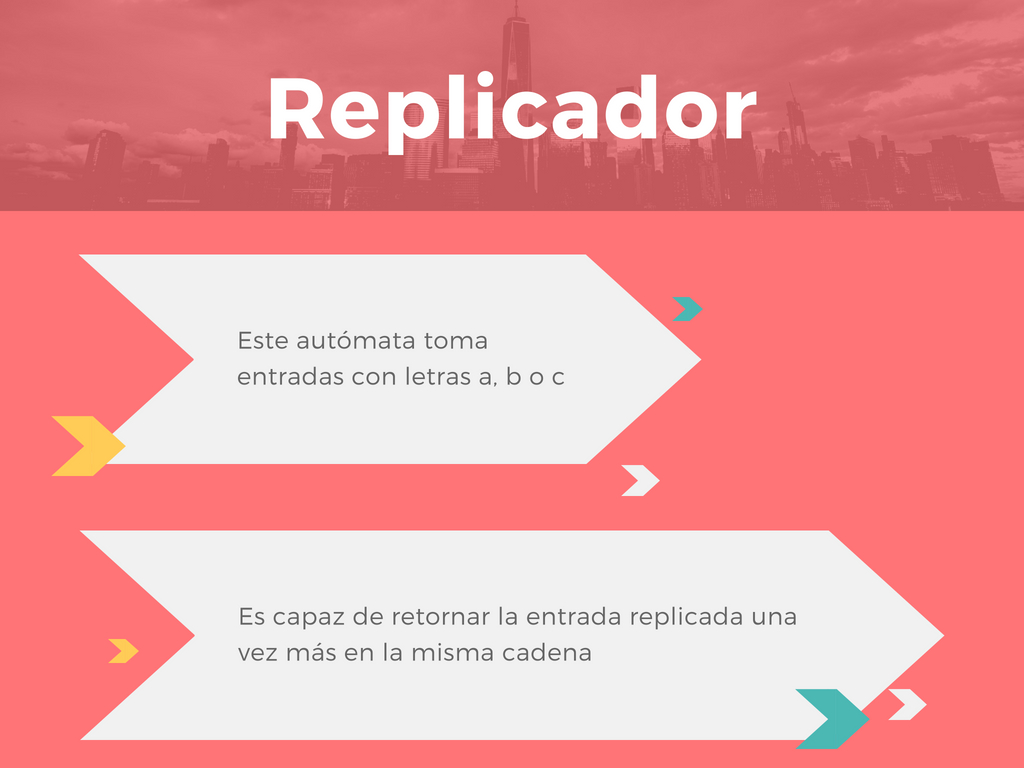 Replicador
Este autómata toma
entradas con letras a, b o c
Es capaz de retornar la entrada replicada una
vez más en la misma cadena